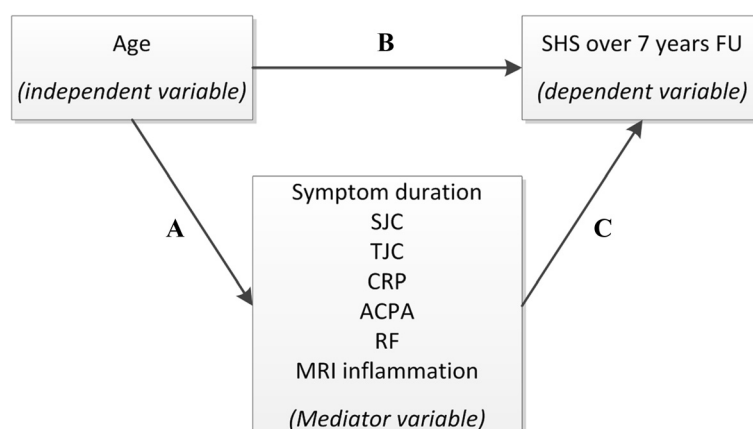 Age
(independent variable)
B
SHS over 7 years FU
(dependent variable)
A
Symptom duration
SJC
TJC
CRP
ACPA
RF
MRI inflammation
(Mediator variable)
C